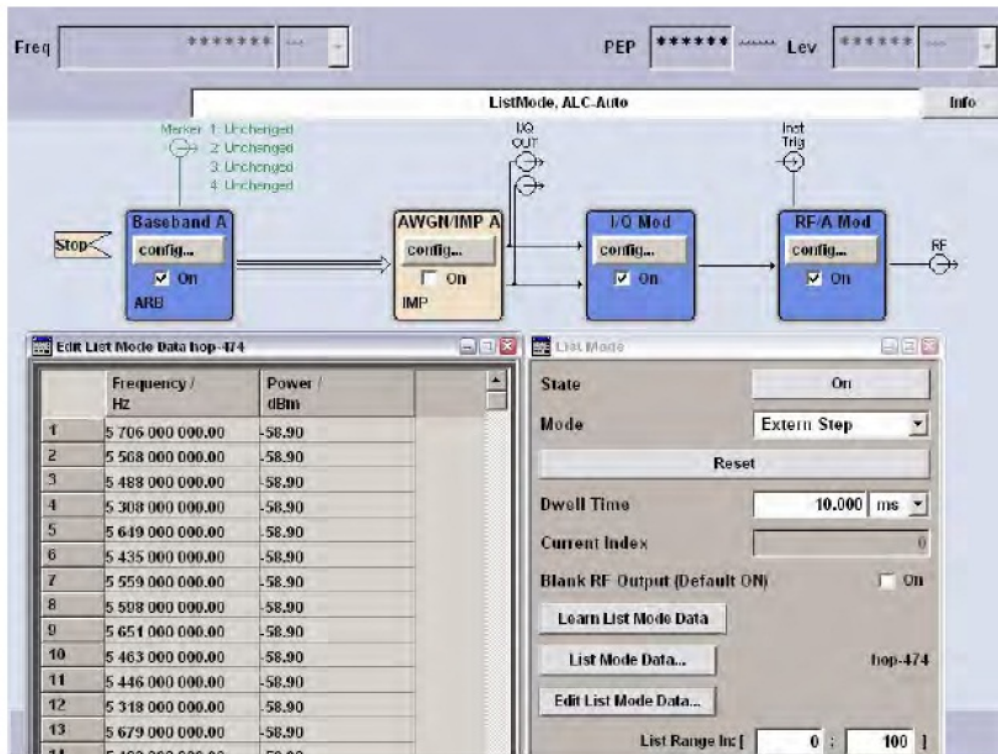 Freq ******* --- PEP ****** ------ Lev ****** ---
ListMode, ALC-Auto Info
Marker 1: Unchanged
2: Unchanged
3: Unchanged
4: Unchanged
I/Q
OUT
Inst
Trig
Stop
Baseband A
config...
On
ARB
AWGN/IMP A
config...
On
IMP
I/Q Mod
config...
On
RF/A Mod
config...
On
RF
Edit List Mode Data hop-474
Frequency / Hz Power / dBm
1 5 706 000 000.00 -58.90
2 5 568 000 000.00 -58.90
3 5 488 000 000.00 -58.90
4 5 308 000 000.00 -58.90
5 5 649 000 000.00 -58.90
6 5 435 000 000.00 -58.90
7 5 559 000 000.00 -58.90
8 5 598 000 000.00 -58.90
9 5 651 000 000.00 -58.90
10 5 463 000 000.00 -58.90
11 5 446 000 000.00 -58.90
12 5 318 000 000.00 -58.90
13 5 679 000 000.00 -58.90
List Mode
State On
Mode Extern Step
Reset
Dwell Time 10.000 ms
Current Index 0
Blank RF Output (Default ON) On
Learn List Mode Data
List Mode Data... hop-474
Edit List Mode Data...
List Range In: [ 0 : 100 ]